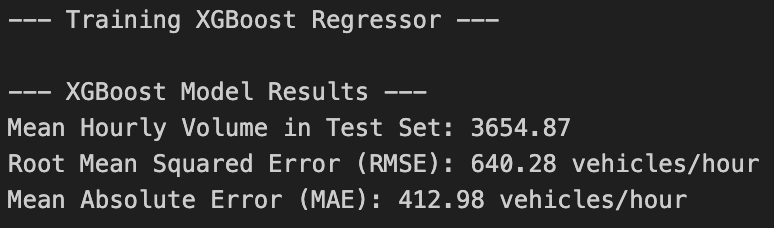 --- Training XGBoost Regressor ---
--- XGBoost Model Results ---
Mean Hourly Volume in Test Set: 3654.87
Root Mean Squared Error (RMSE): 640.28 vehicles/hour
Mean Absolute Error (MAE): 412.98 vehicles/hour